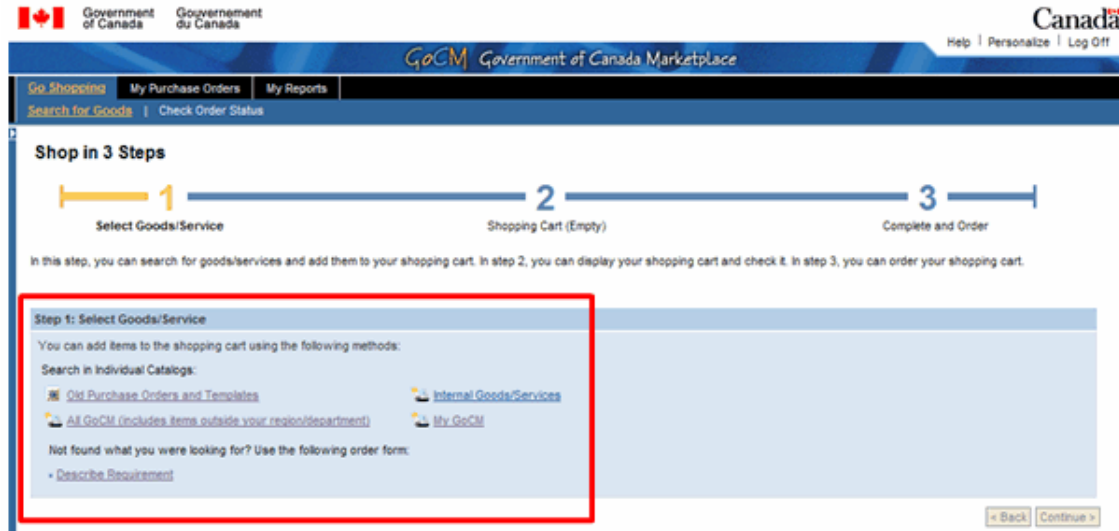 Government of Canada
Gouvernement du Canada
Canada
Help | Personalize | Log Off
GoCM Government of Canada Marketplace
Go Shopping My Purchase Orders My Reports
Search for Goods | Check Order Status
Shop in 3 Steps
1 2 3
Select Goods/Service Shopping Cart (Empty) Complete and Order
In this step, you can search for goods/services and add them to your shopping cart. In step 2, you can display your shopping cart and check it. In step 3, you can order your shopping cart.
Step 1: Select Goods/Service
You can add items to the shopping cart using the following methods:
Search in Individual Catalogs:
Old Purchase Orders and Templates Internal Goods/Services
All GoCM (includes items outside your region/department) My GoCM
Not found what you were looking for? Use the following order form:
Describe Requirement
< Back Continue >